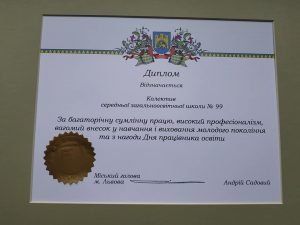 Диплом
Відзначається
Колектив
середньої загальноосвітньої школи № 99
За багаторічну сумлінну працю, високий професіоналізм,
вагомий внесок у навчання і виховання молодого покоління
та з нагоди Дня працівника освіти
Міський голова
м. Львова
Андрій Садовий